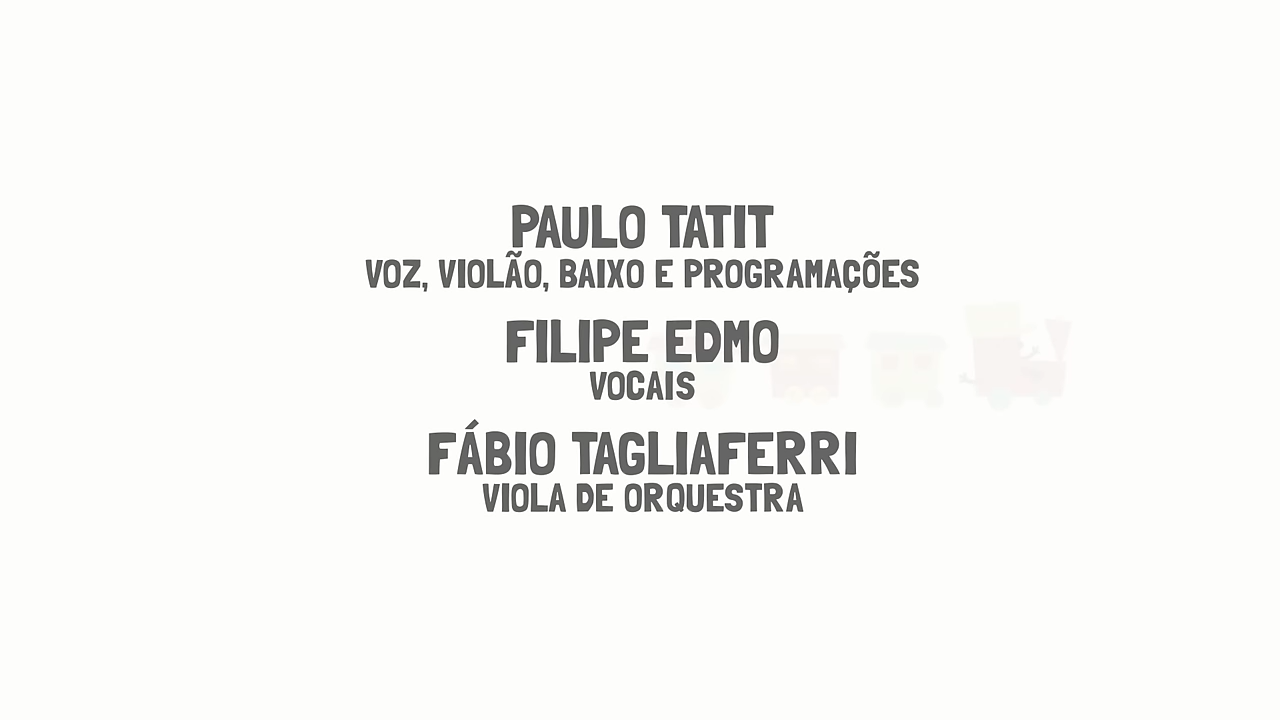 PAULO TATIT
VOZ, VIOLÃO, BAIXO E PROGRAMAÇÕES
FILIPE EDMO
VOCAIS
FÁBIO TAGLIAFERRI
VIOLA DE ORQUESTRA